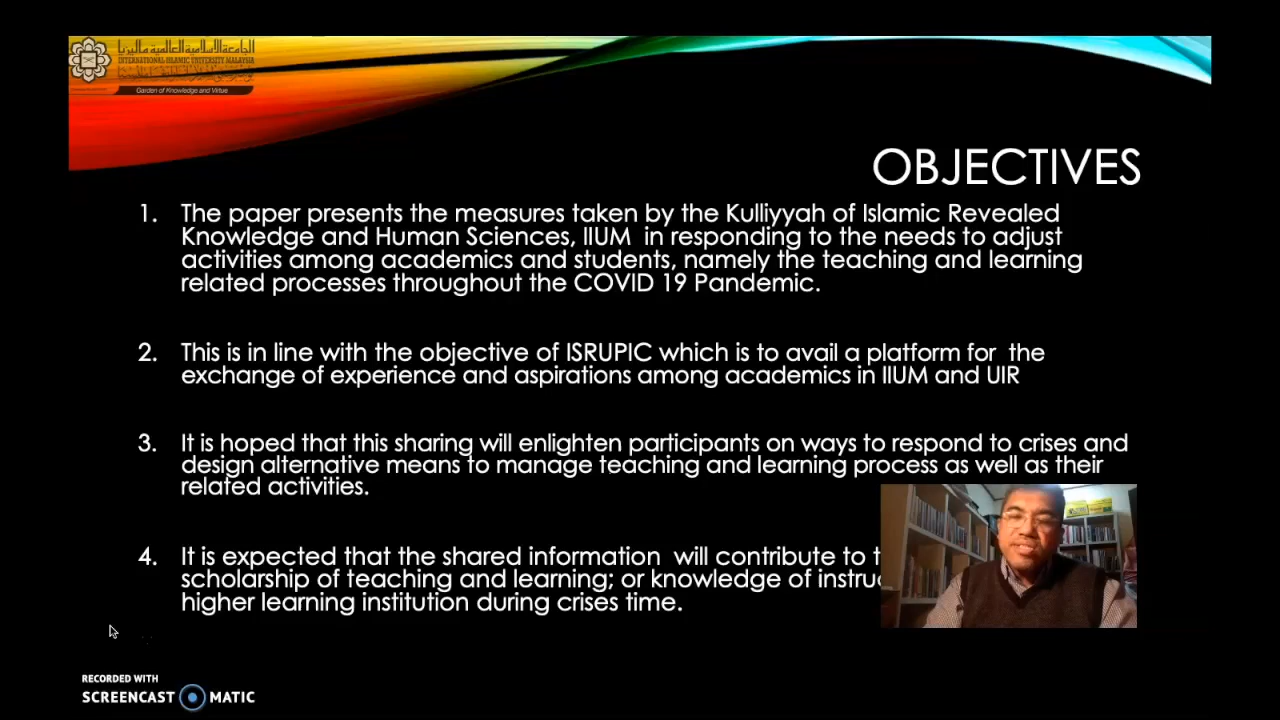 الجامعة الإسلامية العالمية ماليزيا
INTERNATIONAL ISLAMIC UNIVERSITY MALAYSIA
Garden of Knowledge and Virtue
OBJECTIVES
1. The paper presents the measures taken by the Kulliyyah of Islamic Revealed
Knowledge and Human Sciences, IIUM in responding to the needs to adjust
activities among academics and students, namely the teaching and learning
related processes throughout the COVID 19 Pandemic.
2. This is in line with the objective of ISRUPIC which is to avail a platform for the
exchange of experience and aspirations among academics in IIUM and UIR
3. It is hoped that this sharing will enlighten participants on ways to respond to crises and
design alternative means to manage teaching and learning process as well as their
related activities.
4. It is expected that the shared information will contribute to t
scholarship of teaching and learning; or knowledge of instruc
higher learning institution during crises time.
RECORDED WITH
SCREENCAST MATIC